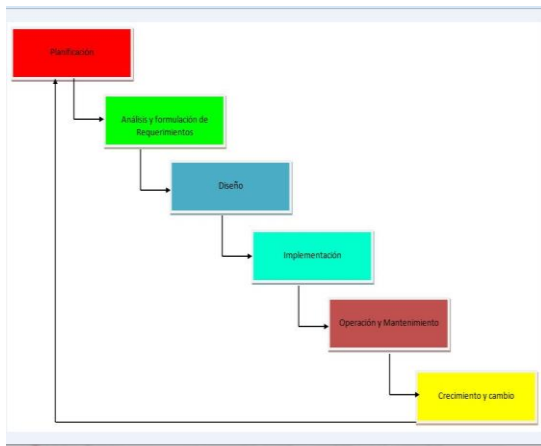 Planificación
Análisis y formulación de
Requerimientos
Diseño
Implementación
Operación y Mantenimiento
Crecimiento y cambio